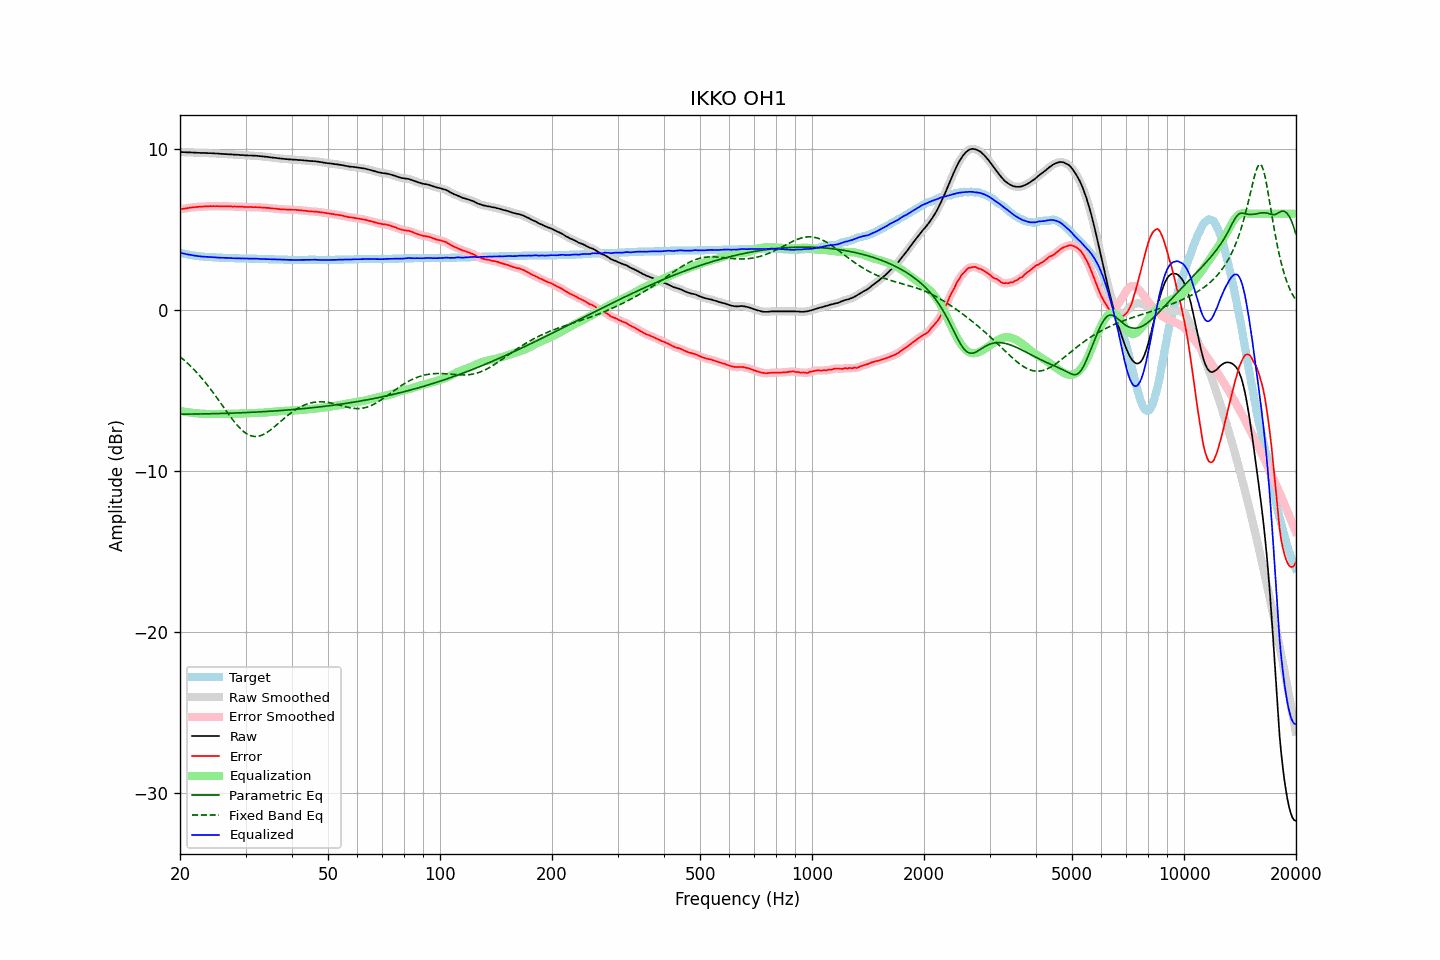 IKKO OH1
Amplitude (dBr)
10
0
−10
−20
−30
Target
Raw Smoothed
Error Smoothed
Raw
Error
Equalization
Parametric Eq
Fixed Band Eq
Equalized
20 50 100 200 500 1000 2000 5000 10000 20000
Frequency (Hz)